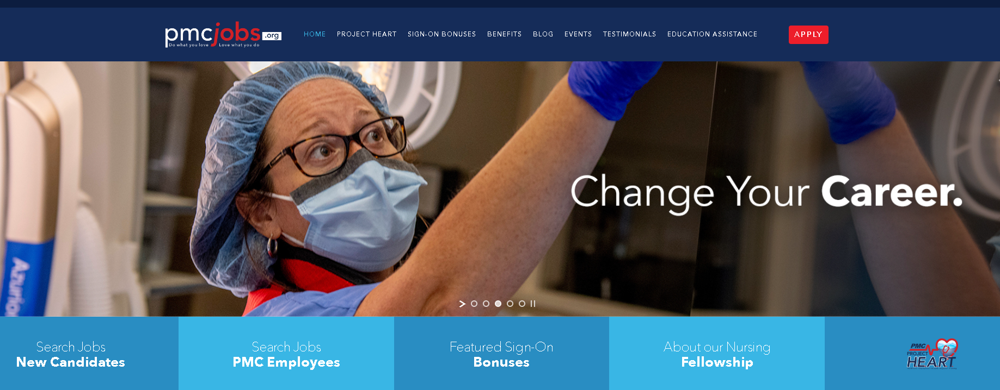 pmcjobs.org
Do what you love Love what you do
HOME PROJECT HEART SIGN-ON BONUSES BENEFITS BLOG EVENTS TESTIMONIALS EDUCATION ASSISTANCE
APPLY
Change Your Career.
Azurio
Search Jobs
New Candidates
Search Jobs
PMC Employees
Featured Sign-On
Bonuses
About our Nursing
Fellowship
PMC
PROJECT
HEART